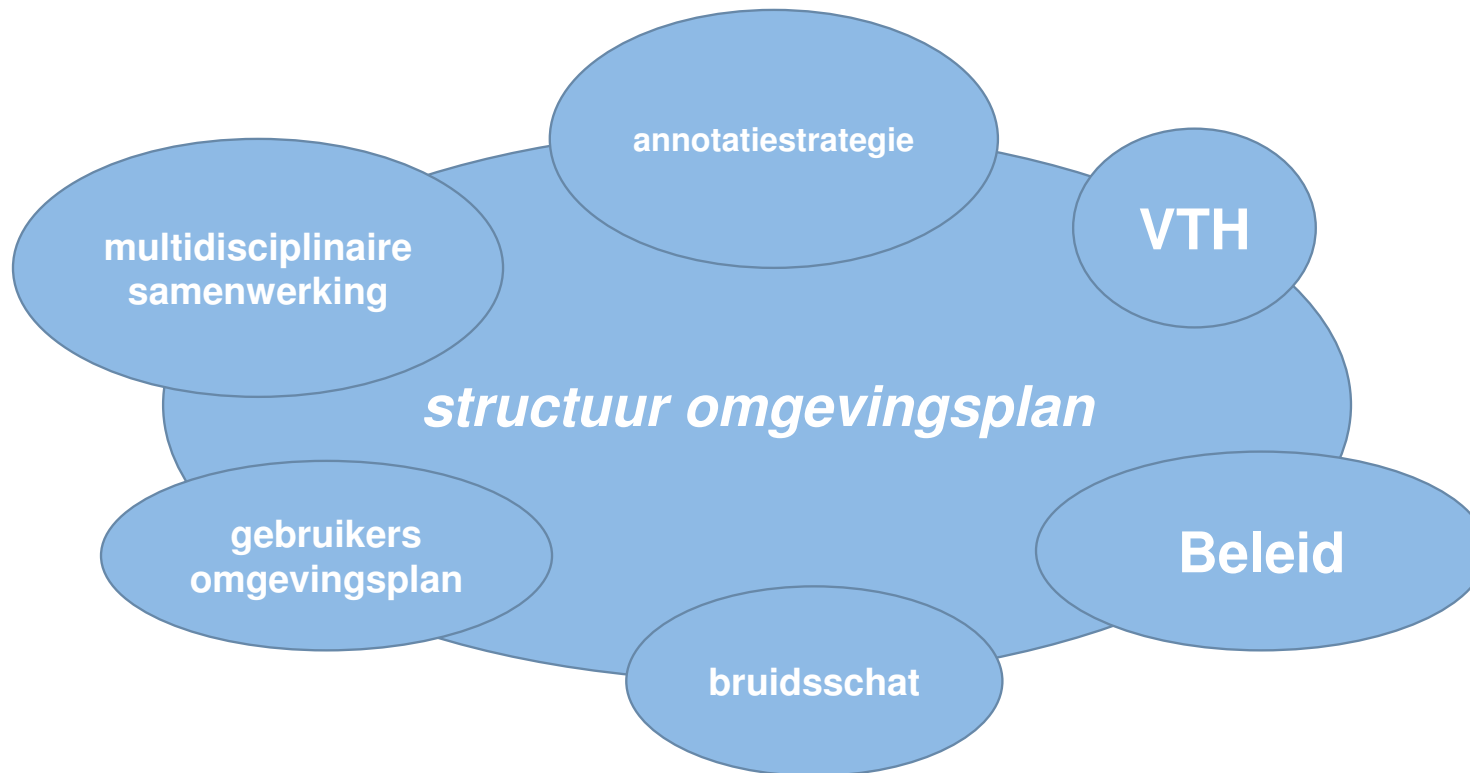 annotatiestrategie
VTH
multidisciplinaire
samenwerking
structuur omgevingsplan
gebruikers
omgevingsplan
Beleid
bruidsschat